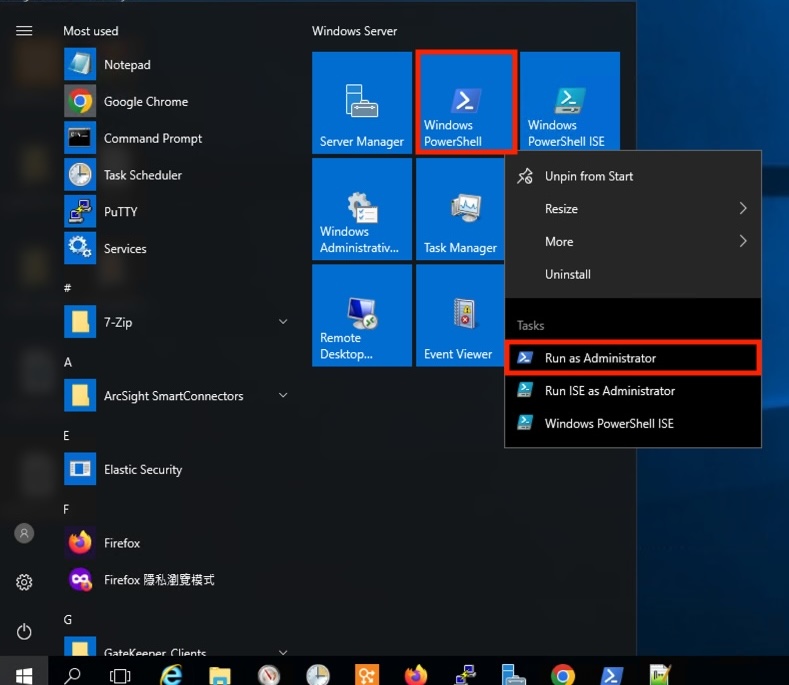 Most used
Notepad
Google Chrome
Command Prompt
Task Scheduler
PuTTY
Services
#
7-Zip
A
ArcSight SmartConnectors
E
Elastic Security
F
Firefox
Firefox 隱私瀏覽模式
G
GateKeeper Clients
Windows Server
Server Manager
Windows
PowerShell
Windows
PowerShell ISE
Windows
Administrativ...
Task Manager
Remote
Desktop...
Event Viewer
Unpin from Start
Resize
More
Uninstall
Tasks
Run as Administrator
Run ISE as Administrator
Windows PowerShell ISE